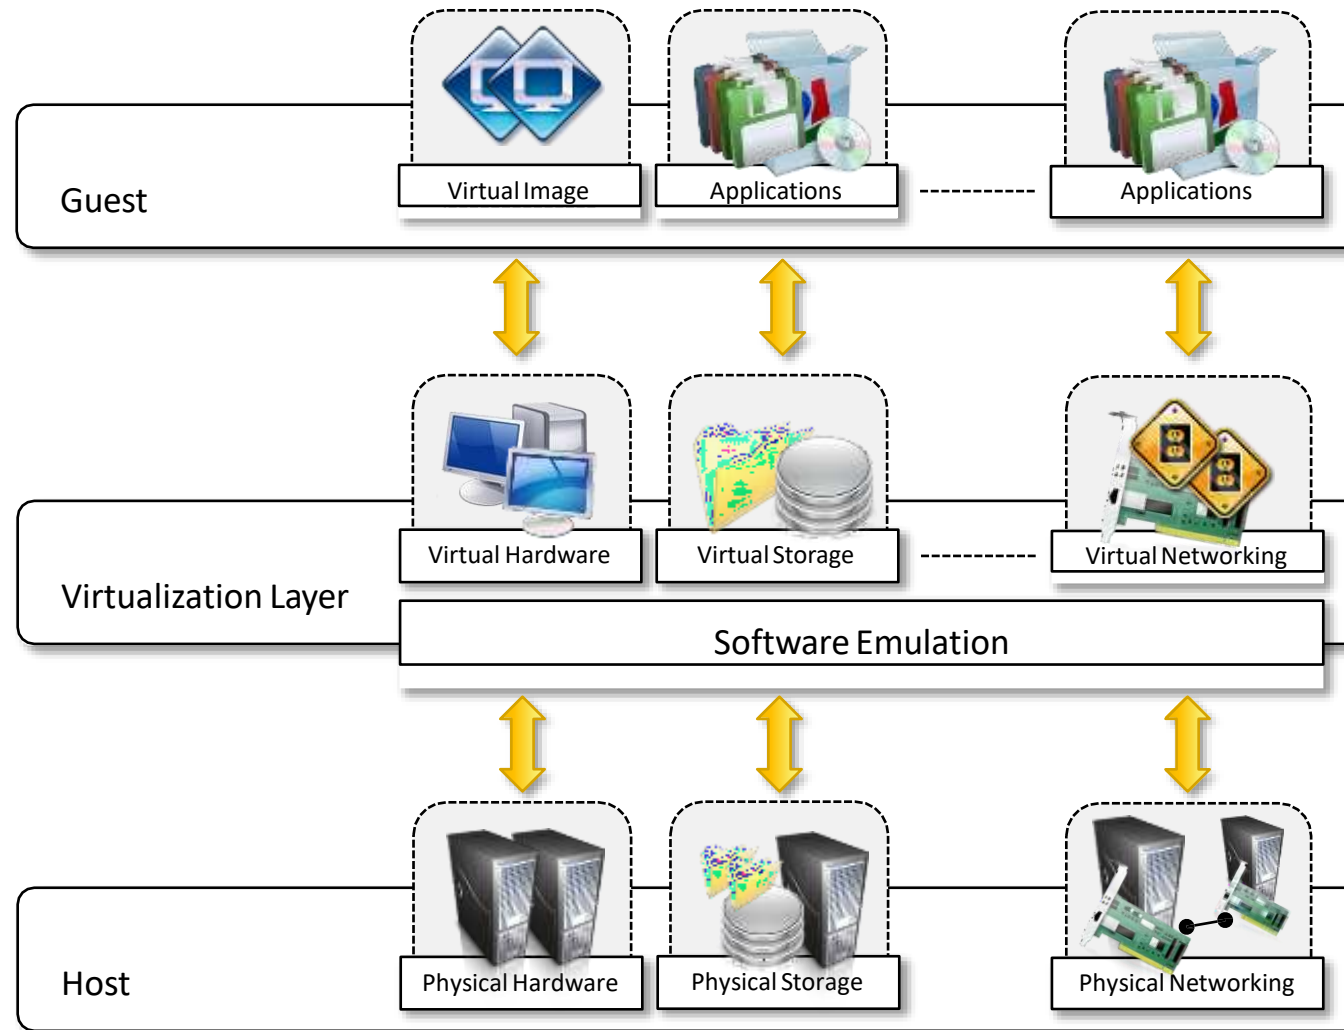 Guest
Virtual Image
Applications
Applications
Virtualization Layer
Virtual Hardware
Virtual Storage
Virtual Networking
Software Emulation
Host
Physical Hardware
Physical Storage
Physical Networking